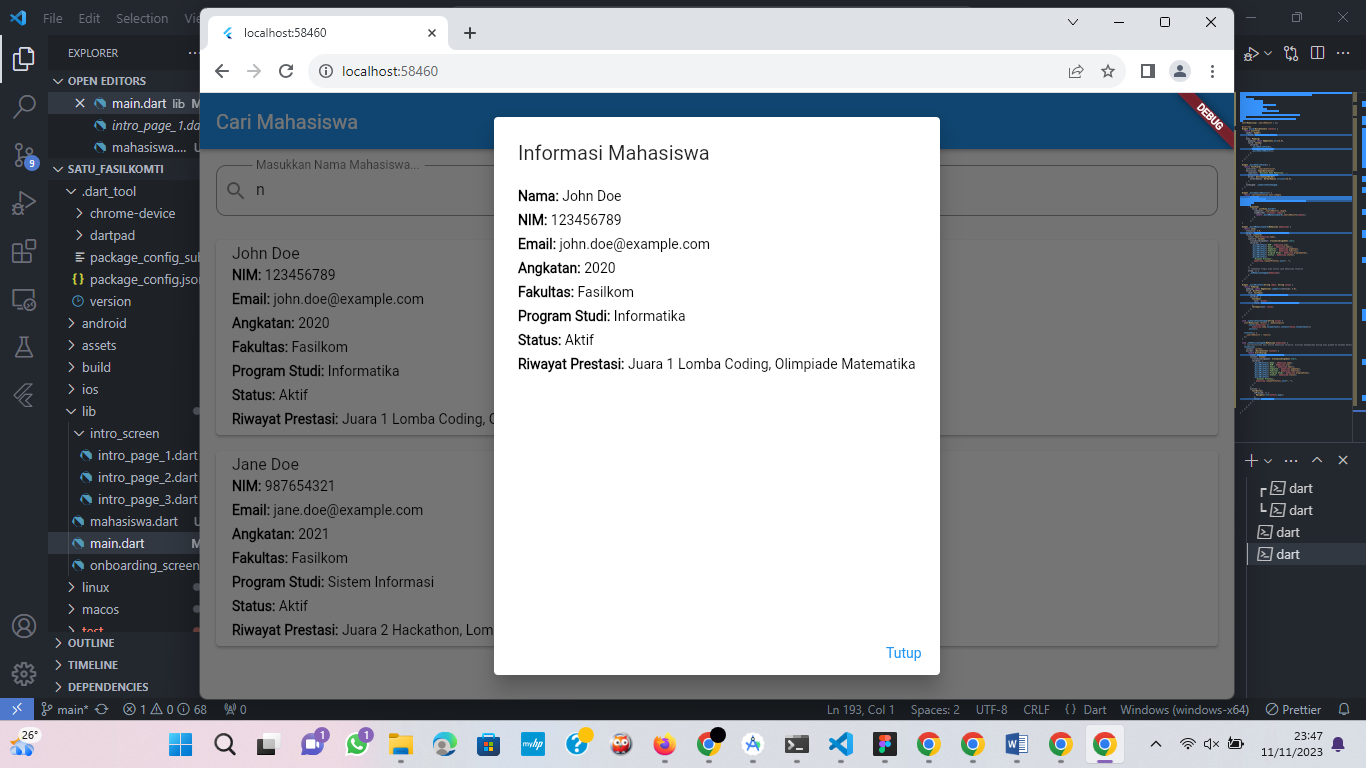 File Edit Selection
localhost:58460
EXPLORER
localhost:58460
OPEN EDITORS
main.dart lib M
intro_page_1.da
mahasiswa....
SATU_FASILKOMTI
.dart_tool
chrome-device
dartpad
package_config_sub
package_config.json
version
android
assets
build
ios
lib
intro_screen
intro_page_1.dart
intro_page_2.dart
intro_page_3.dart
mahasiswa.dart
main.dart
onboarding_screen
linux
macos
test
OUTLINE
TIMELINE
DEPENDENCIES
9
Cari Mahasiswa
DEBUG
Masukkan Nama Mahasiswa...
n
John Doe
NIM: 123456789
Email: john.doe@example.com
Angkatan: 2020
Fakultas: Fasilkom
Program Studi: Informatika
Status: Aktif
Riwayat Prestasi: Juara 1 Lomba Coding,
Jane Doe
NIM: 987654321
Email: jane.doe@example.com
Angkatan: 2021
Fakultas: Fasilkom
Program Studi: Sistem Informasi
Status: Aktif
Riwayat Prestasi: Juara 2 Hackathon, Lom
Informasi Mahasiswa
Nama: John Doe
NIM: 123456789
Email: john.doe@example.com
Angkatan: 2020
Fakultas: Fasilkom
Program Studi: Informatika
Status: Aktif
Riwayat Prestasi: Juara 1 Lomba Coding, Olimpiade Matematika
Tutup
dart
dart
dart
dart
main* 1 0 68 0
Ln 193, Col 1 Spaces: 2 UTF-8 CRLF {} Dart Windows (windows-x64) Prettier
26°
1
1
myhp
23:47
11/11/2023